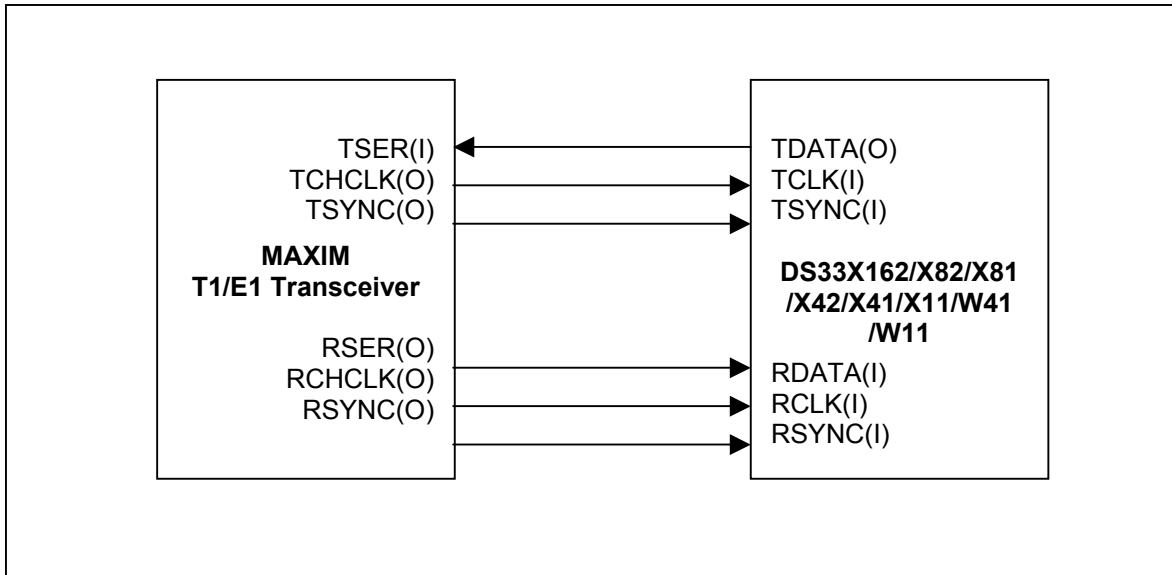 TSER(I)
TCHCLK(O)
TSYNC(O)
MAXIM
T1/E1 Transceiver
RSER(O)
RCHCLK(O)
RSYNC(O)
TDATA(O)
TCLK(I)
TSYNC(I)
DS33X162/X82/X81
/X42/X41/X11/W41
/W11
RDATA(I)
RCLK(I)
RSYNC(I)